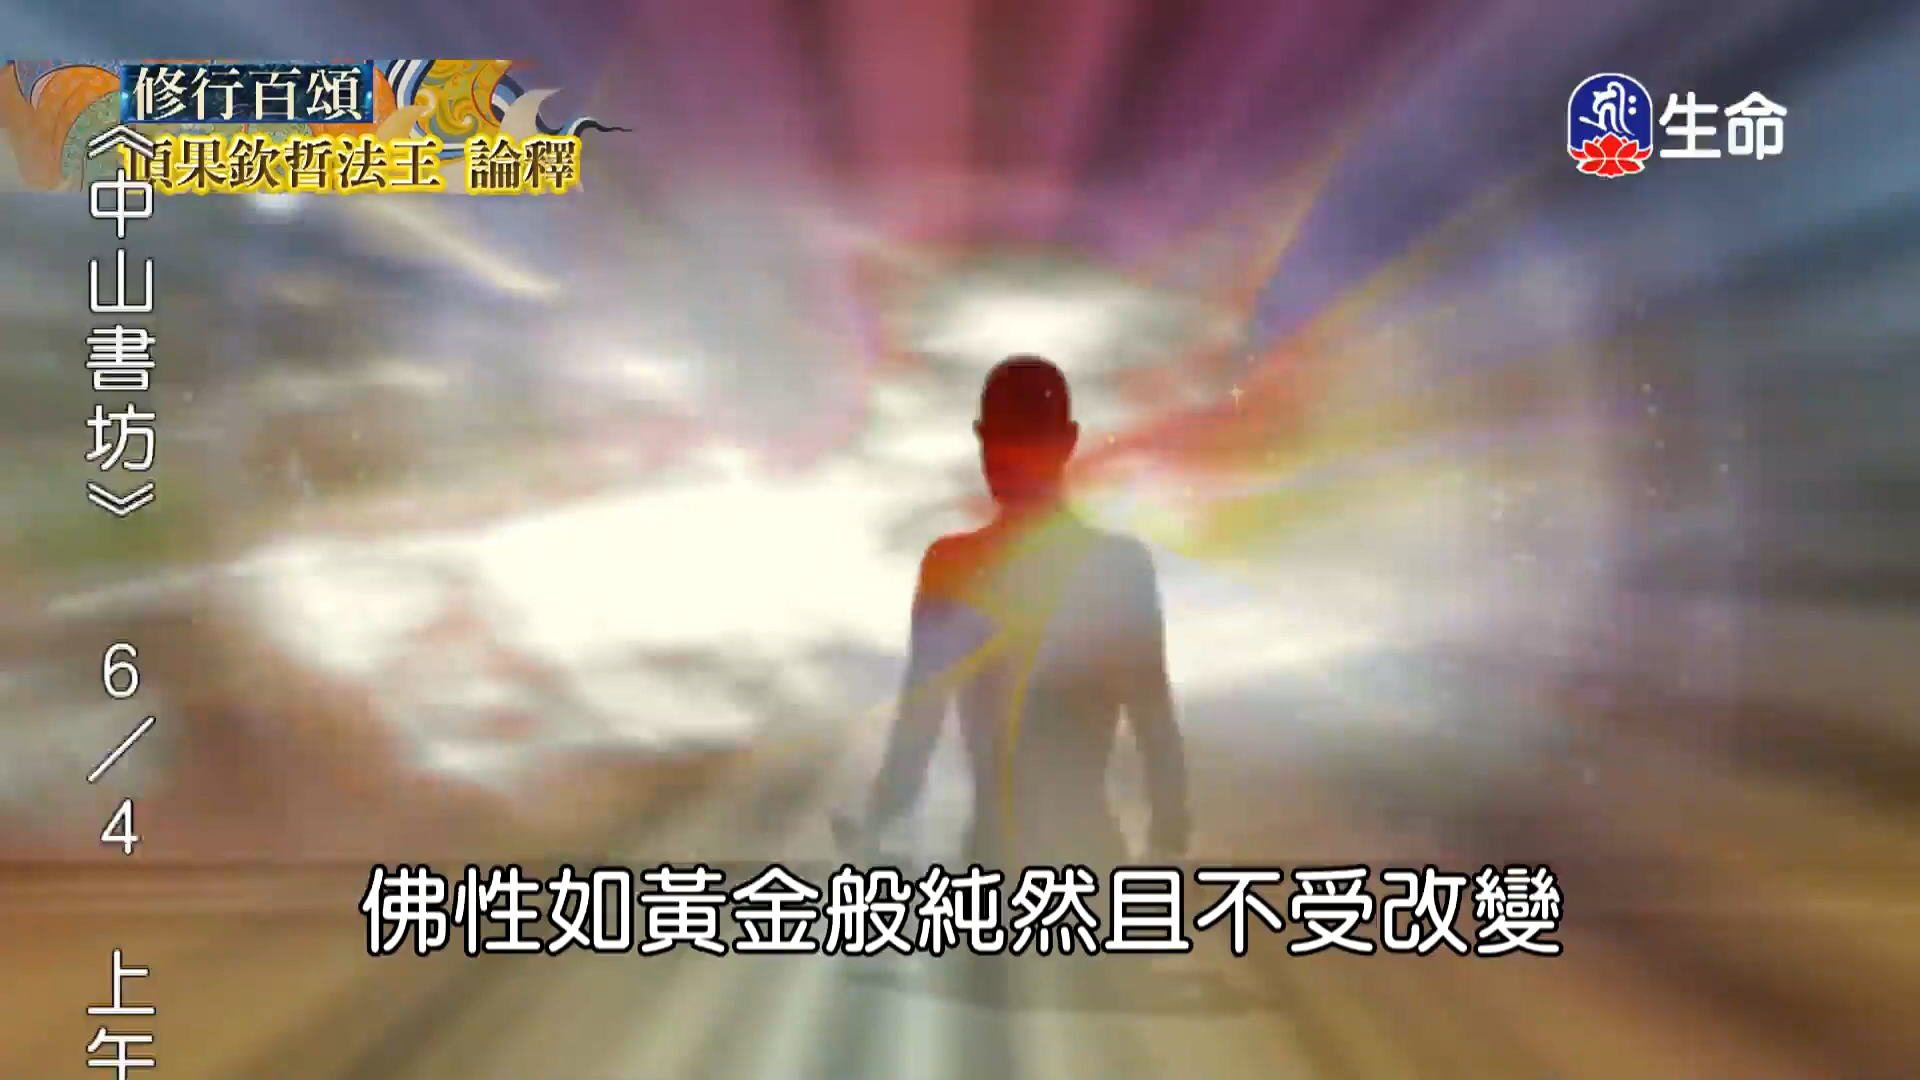 修行百頌
頂果欽哲法王 論釋
生命
《中山書坊》 6/4 上午
佛性如黃金般純然且不受改變